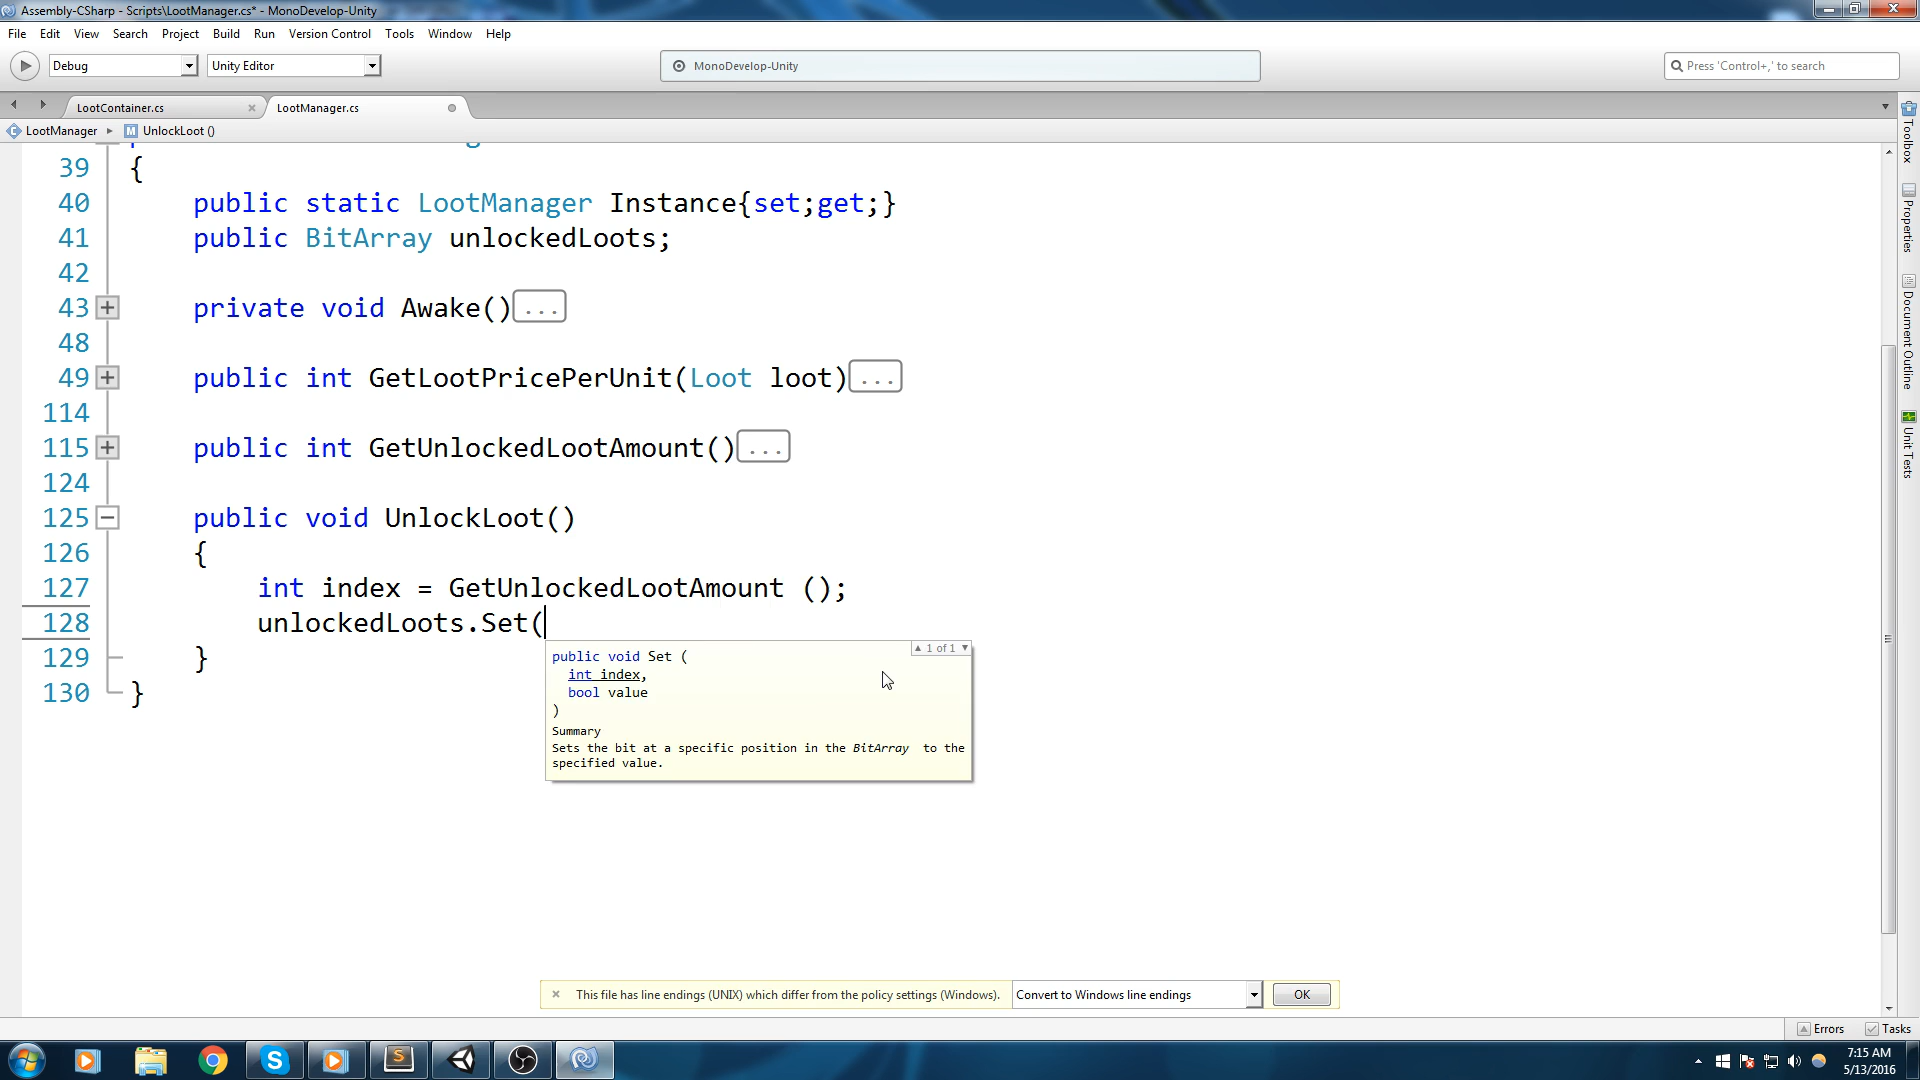 Assembly-CSharp - Scripts\LootManager.cs* - MonoDevelop-Unity
File Edit View Search Project Build Run Version Control Tools Window Help
Debug Unity Editor MonoDevelop-Unity Press 'Control+,' to search
LootContainer.cs LootManager.cs
LootManager UnlockLoot ()
39 {
40 public static LootManager Instance{set;get;}
41 public BitArray unlockedLoots;
42
43 private void Awake()...
48
49 public int GetLootPricePerUnit(Loot loot)...
114
115 public int GetUnlockedLootAmount()...
124
125 public void UnlockLoot()
126 {
127 int index = GetUnlockedLootAmount ();
128 unlockedLoots.Set(
129 }
130 }
1 of 1
public void Set (
int index,
bool value
)
Summary
Sets the bit at a specific position in the BitArray to the
specified value.
Toolbox
Properties
Document Outline
Unit Tests
This file has line endings (UNIX) which differ from the policy settings (Windows). Convert to Windows line endings OK
Errors Tasks
7:15 AM
5/13/2016